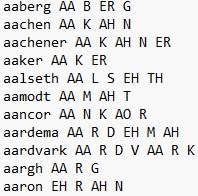 aaberg AA B ER G
aachen AA K AH N
aachener AA K AH N ER
aaker AA K ER
aalseth AA L S EH TH
aamodt AA M AH T
aancor AA N K AO R
aardema AA R D EH M AH
aardvark AA R D V AA R K
aargh AA R G
aaron EH R AH N